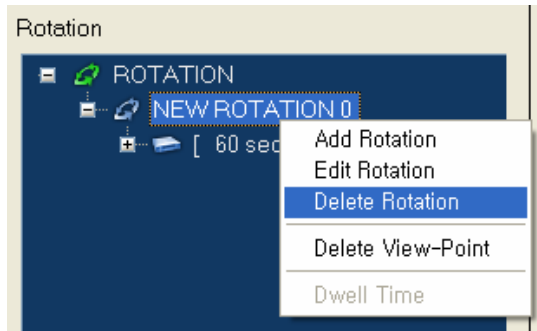 Rotation
ROTATION
NEW ROTATION 0
[ 60 sec
Add Rotation
Edit Rotation
Delete Rotation
Delete View-Point
Dwell Time